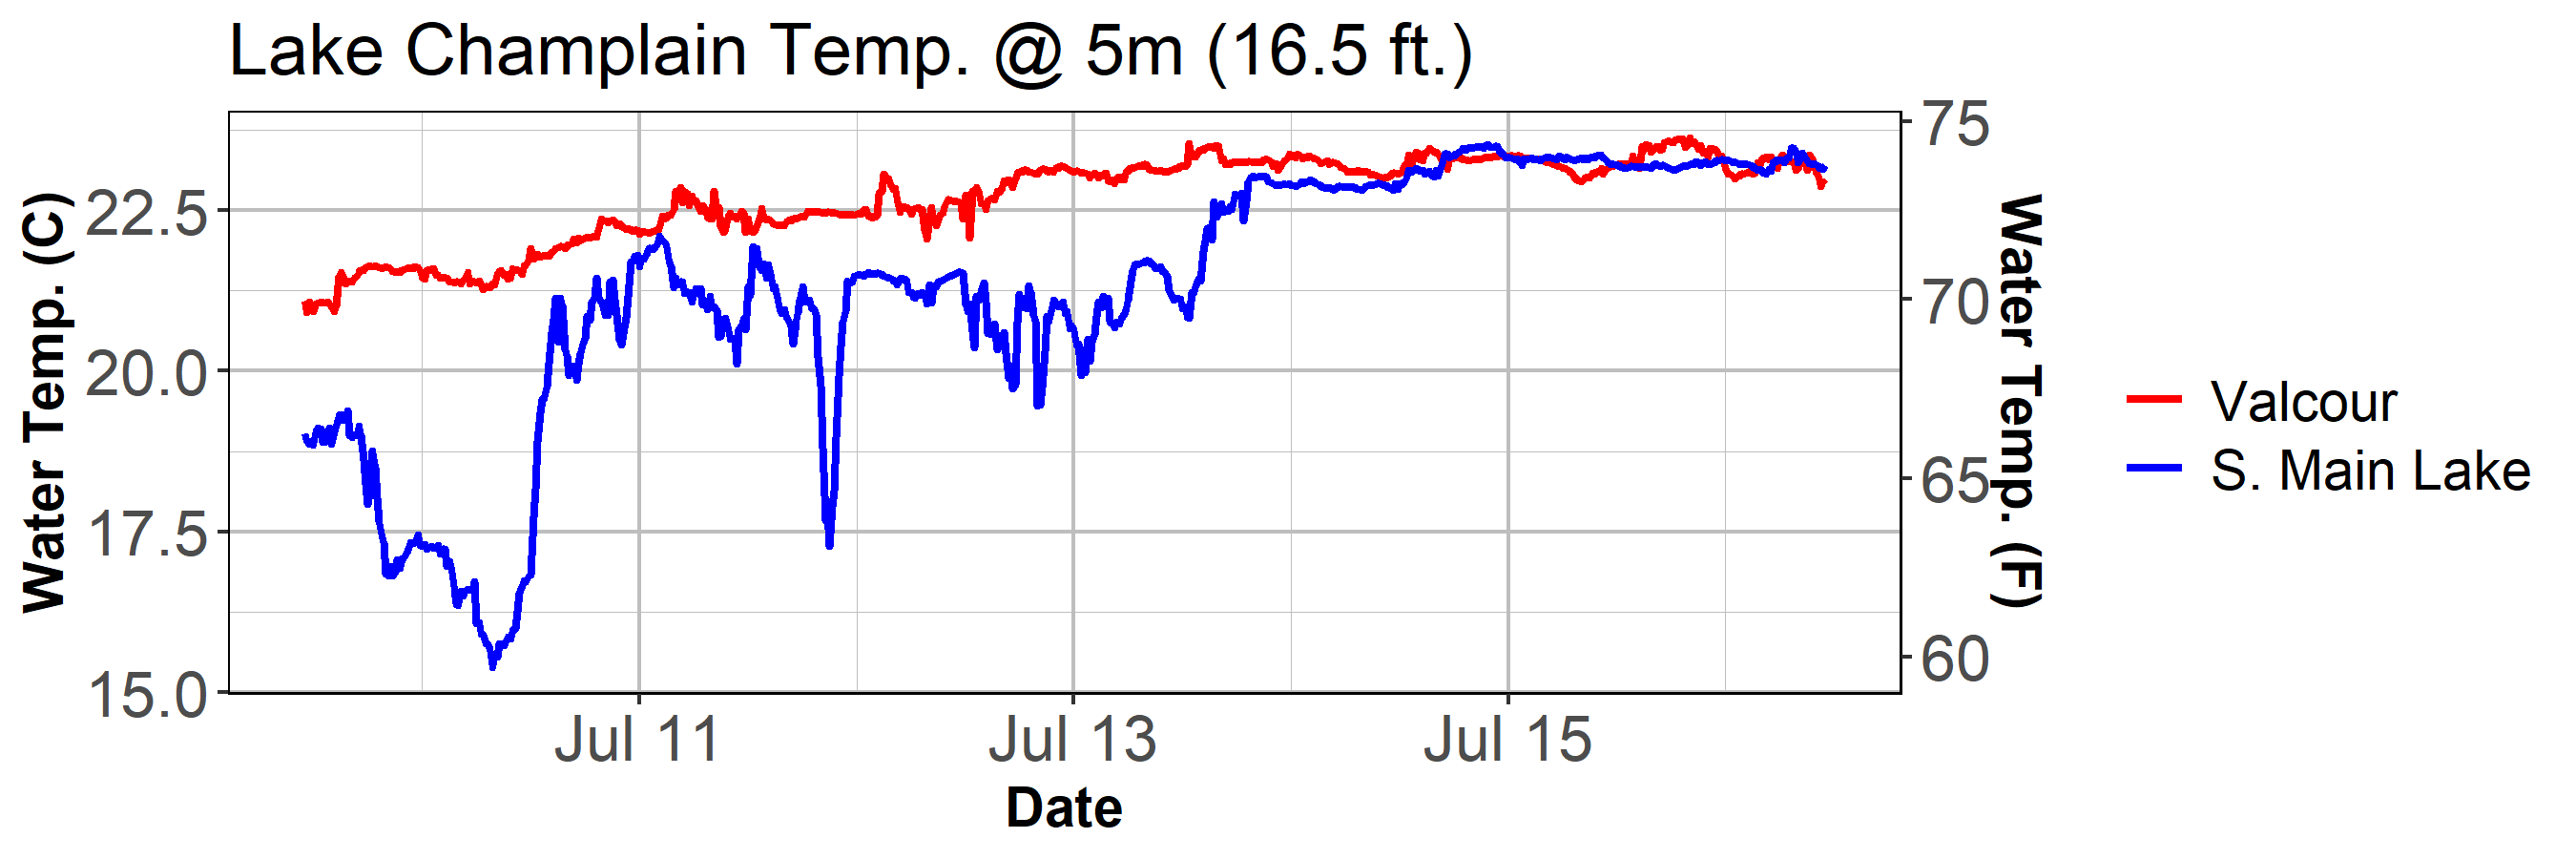 Lake Champlain Temp. @ 5m (16.5 ft.)
Water Temp. (C)
22.5
20.0
17.5
15.0
75
70
65
60
Water Temp. (F)
Jul 11
Jul 13
Jul 15
Date
Valcour
S. Main Lake